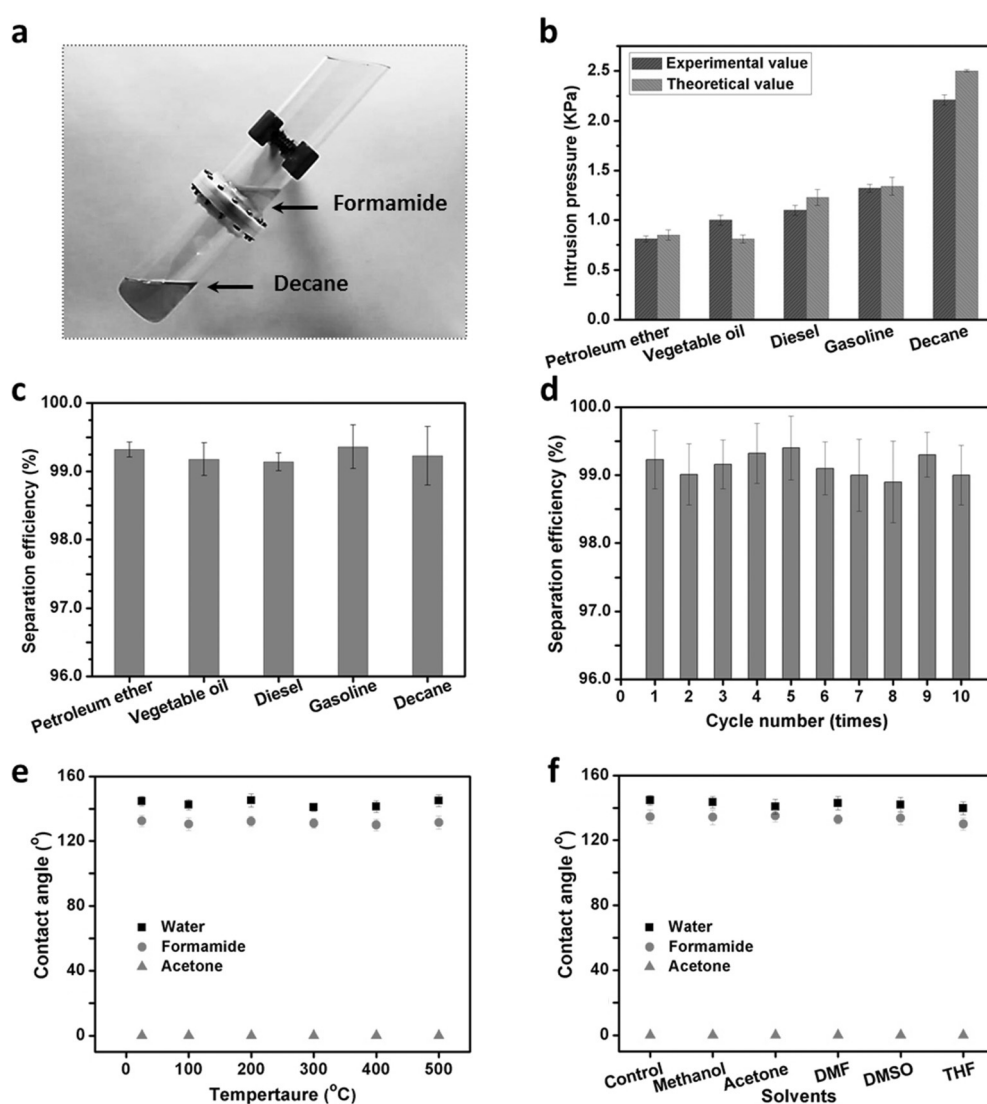 a
Formamide
Decane
b
Experimental value
Theoretical value
Intrusion pressure (KPa)
2.5
2.0
1.5
1.0
0.5
0.0
Petroleum ether
Vegetable oil
Diesel
Gasoline
Decane
c
Separation efficiency (%)
100.0
99.0
98.0
97.0
96.0
Petroleum ether
Vegetable oil
Diesel
Gasoline
Decane
d
Separation efficiency (%)
100.0
99.0
98.0
97.0
96.0
0 1 2 3 4 5 6 7 8 9 10
Cycle number (times)
e
Contact angle (°)
160
120
80
40
0
Water
Formamide
Acetone
0 100 200 300 400 500
Tempertaure (°C)
f
Contact angle (°)
160
120
80
40
0
Water
Formamide
Acetone
Control
Methanol
Acetone
DMF
DMSO
THF
Solvents